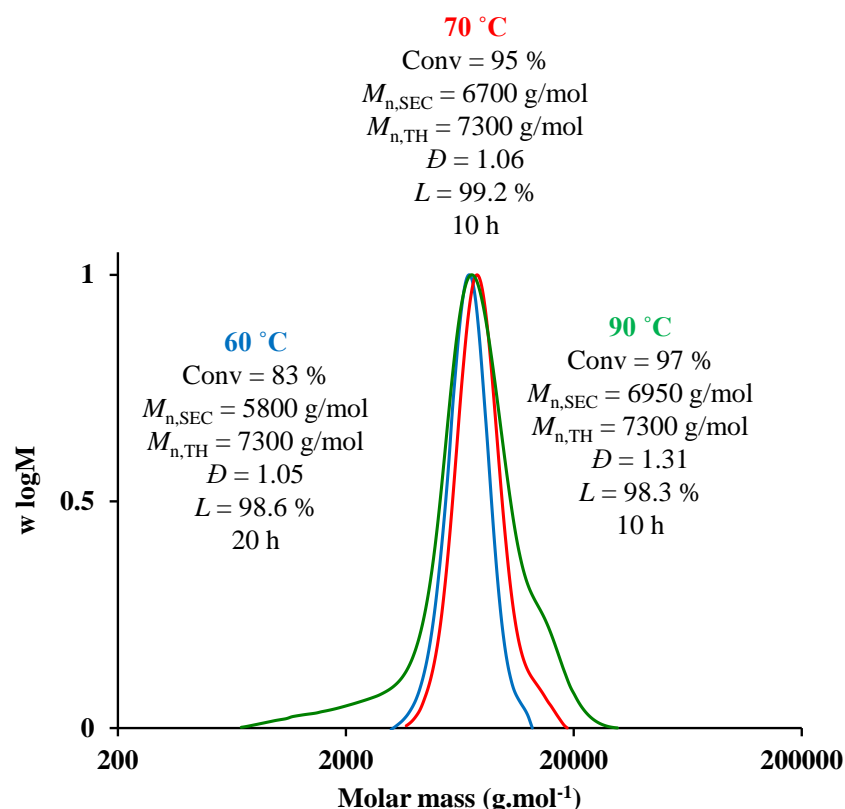 70 ˚C
Conv = 95 %
Mn,SEC = 6700 g/mol
Mn,TH = 7300 g/mol
Đ = 1.06
L = 99.2 %
10 h
60 ˚C
Conv = 83 %
Mn,SEC = 5800 g/mol
Mn,TH = 7300 g/mol
Đ = 1.05
L = 98.6 %
20 h
90 ˚C
Conv = 97 %
Mn,SEC = 6950 g/mol
Mn,TH = 7300 g/mol
Đ = 1.31
L = 98.3 %
10 h
w logM
1
0.5
0
200
2000
20000
200000
Molar mass (g.mol-1)